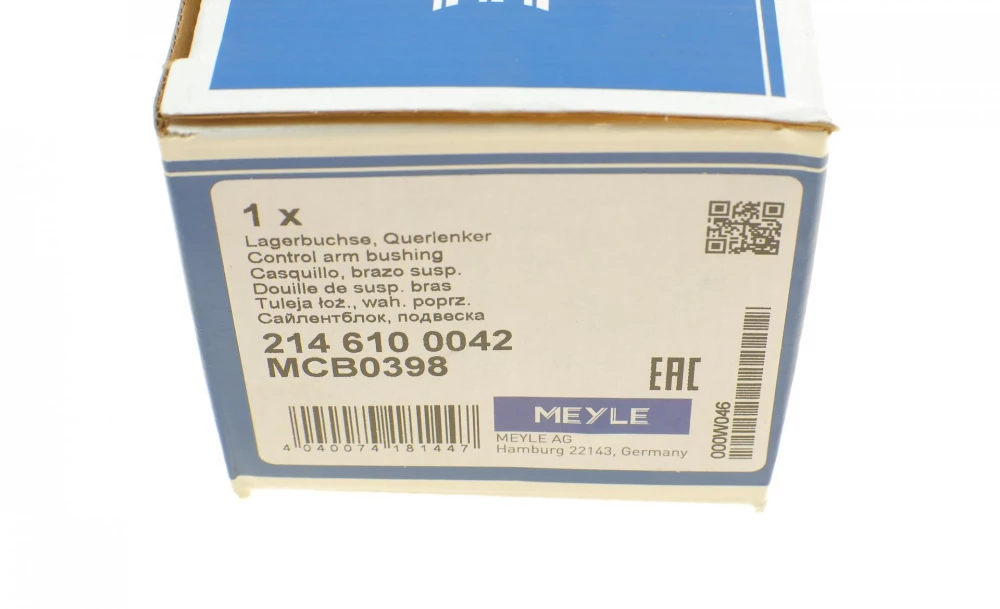 1 x
Lagerbuchse, Querlenker
Control arm bushing
Casquillo, brazo susp.
Douille de susp. bras
Tuleja łoż., wah. poprz.
Сайлентблок, подвеска
214 610 0042
MCB0398
EAC
MEYLE
MEYLE AG
Hamburg 22143, Germany
4 040074 181447
000W046